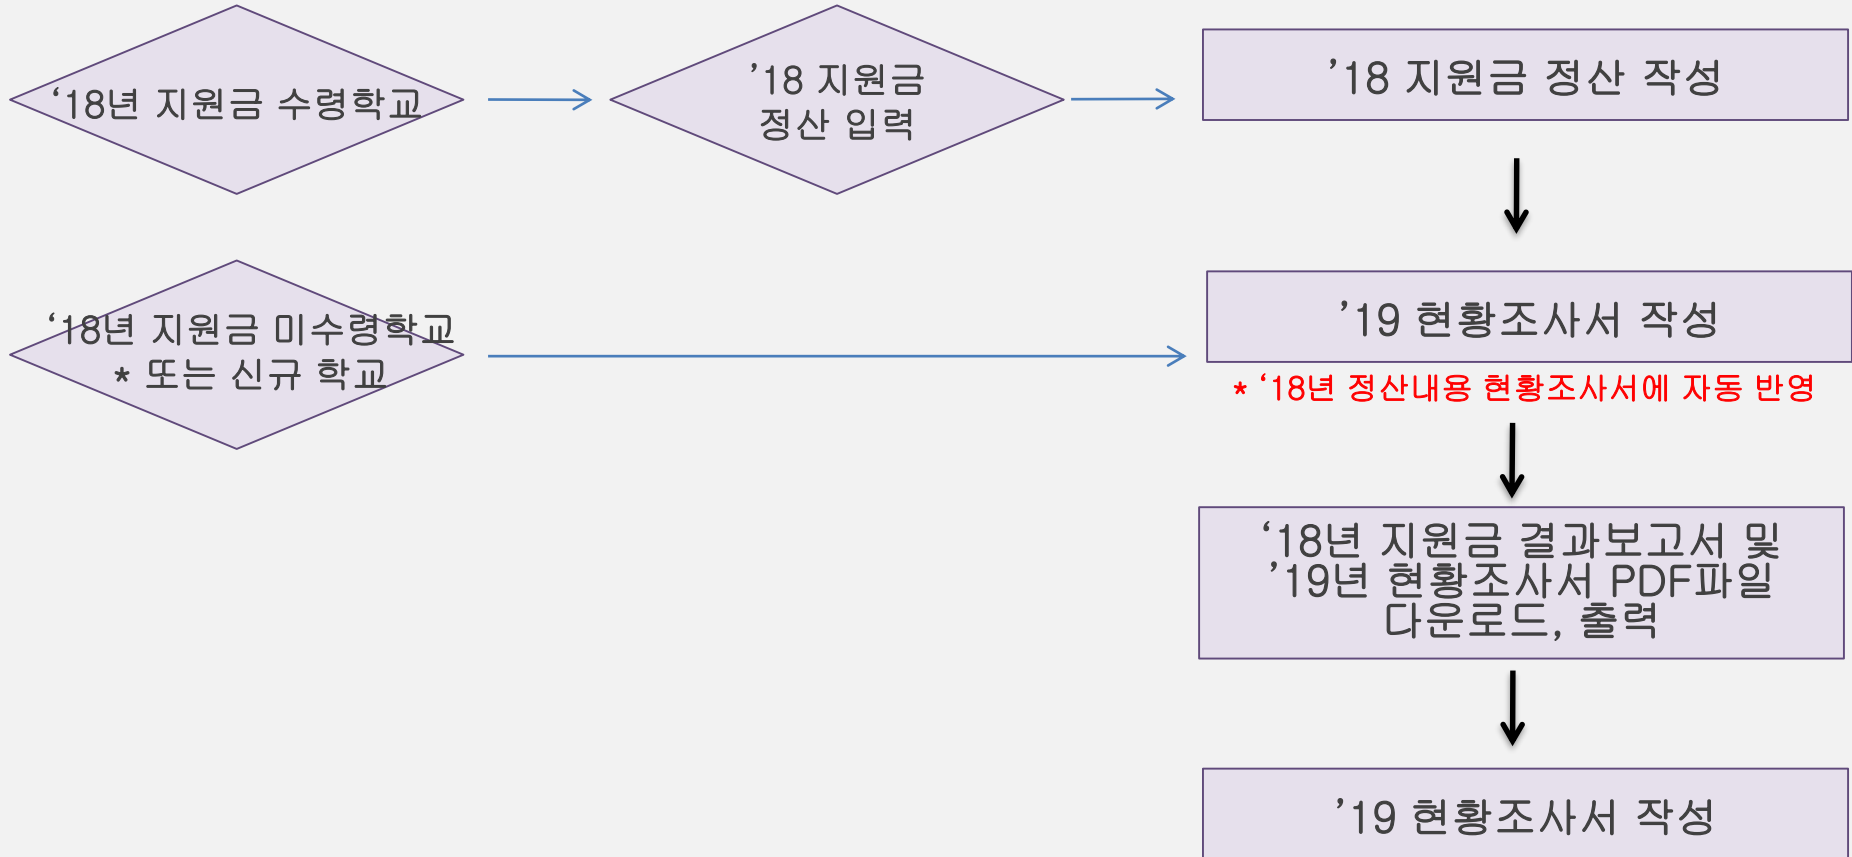 ‘18년 지원금 수령학교
’18 지원금
정산 입력
’18 지원금 정산 작성
‘18년 지원금 미수령학교
* 또는 신규 학교
’19 현황조사서 작성
* ‘18년 정산내용 현황조사서에 자동 반영
‘18년 지원금 결과보고서 및
’19년 현황조사서 PDF파일
다운로드, 출력
’19 현황조사서 작성